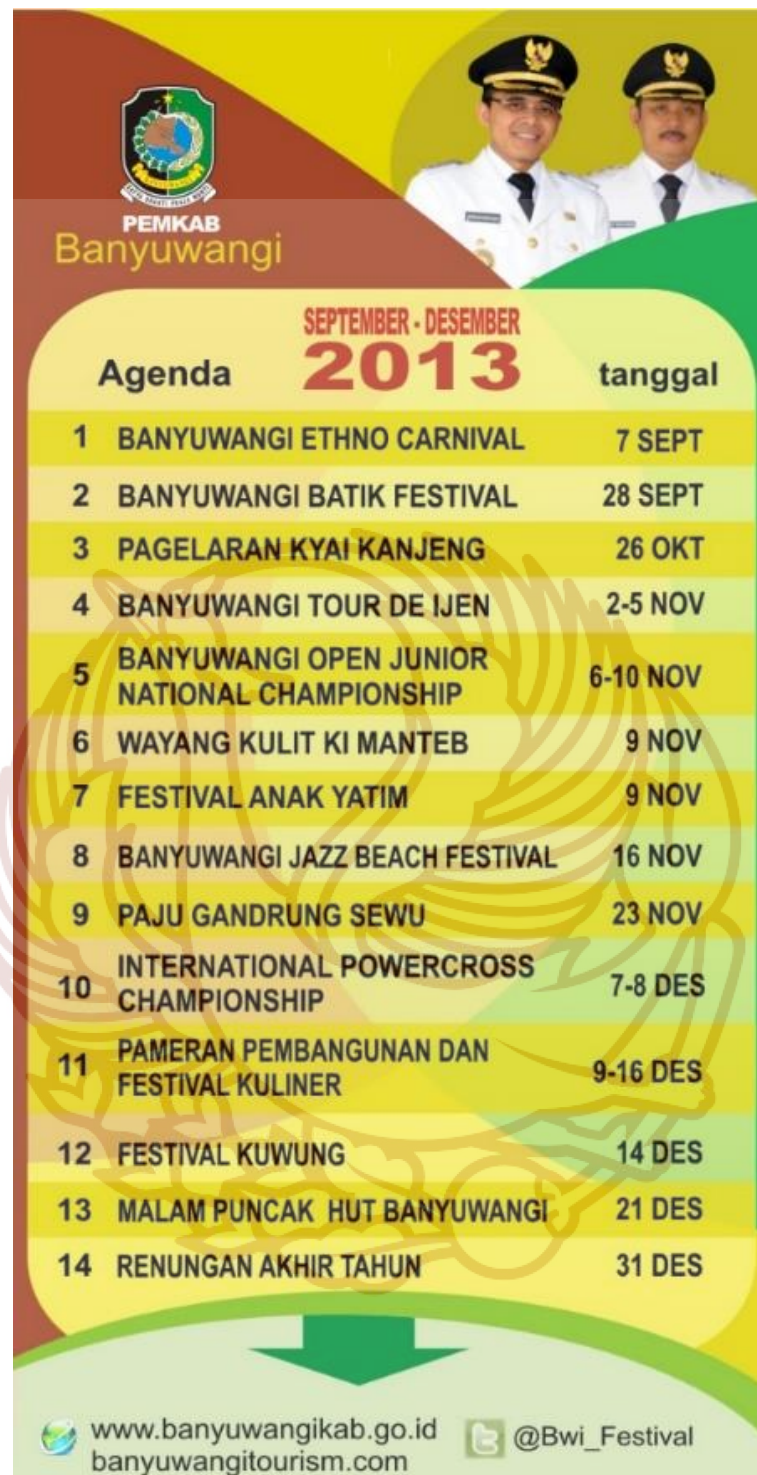 PEMKAB
Banyuwangi
SEPTEMBER - DESEMBER
Agenda 2013 tanggal
1 BANYUWANGI ETHNO CARNIVAL 7 SEPT
2 BANYUWANGI BATIK FESTIVAL 28 SEPT
3 PAGELARAN KYAI KANJENG 26 OKT
4 BANYUWANGI TOUR DE IJEN 2-5 NOV
5 BANYUWANGI OPEN JUNIOR
NATIONAL CHAMPIONSHIP 6-10 NOV
6 WAYANG KULIT KI MANTEB 9 NOV
7 FESTIVAL ANAK YATIM 9 NOV
8 BANYUWANGI JAZZ BEACH FESTIVAL 16 NOV
9 PAJU GANDRUNG SEWU 23 NOV
10 INTERNATIONAL POWERCROSS
CHAMPIONSHIP 7-8 DES
11 PAMERAN PEMBANGUNAN DAN
FESTIVAL KULINER 9-16 DES
12 FESTIVAL KUWUNG 14 DES
13 MALAM PUNCAK HUT BANYUWANGI 21 DES
14 RENUNGAN AKHIR TAHUN 31 DES
www.banyuwangikab.go.id @Bwi_Festival
banyuwangitourism.com